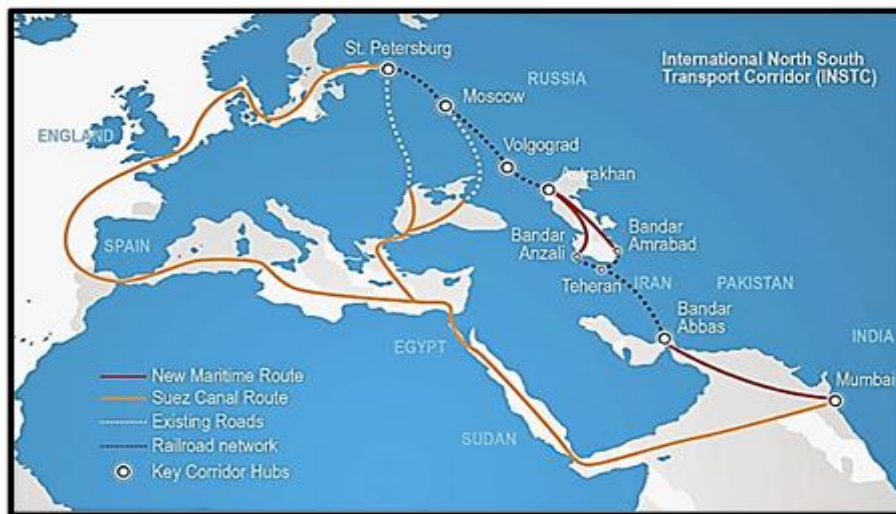 St. Petersburg
International North South
Transport Corridor (INSTC)
RUSSIA
Moscow
ENGLAND
Volgograd
Astrakhan
SPAIN
Bandar
Anzali
Bandar
Amrabad
Teheran
IRAN
PAKISTAN
Bandar
Abbas
EGYPT
INDIA
Mumbai
SUDAN
New Maritime Route
Suez Canal Route
Existing Roads
Railroad network
Key Corridor Hubs